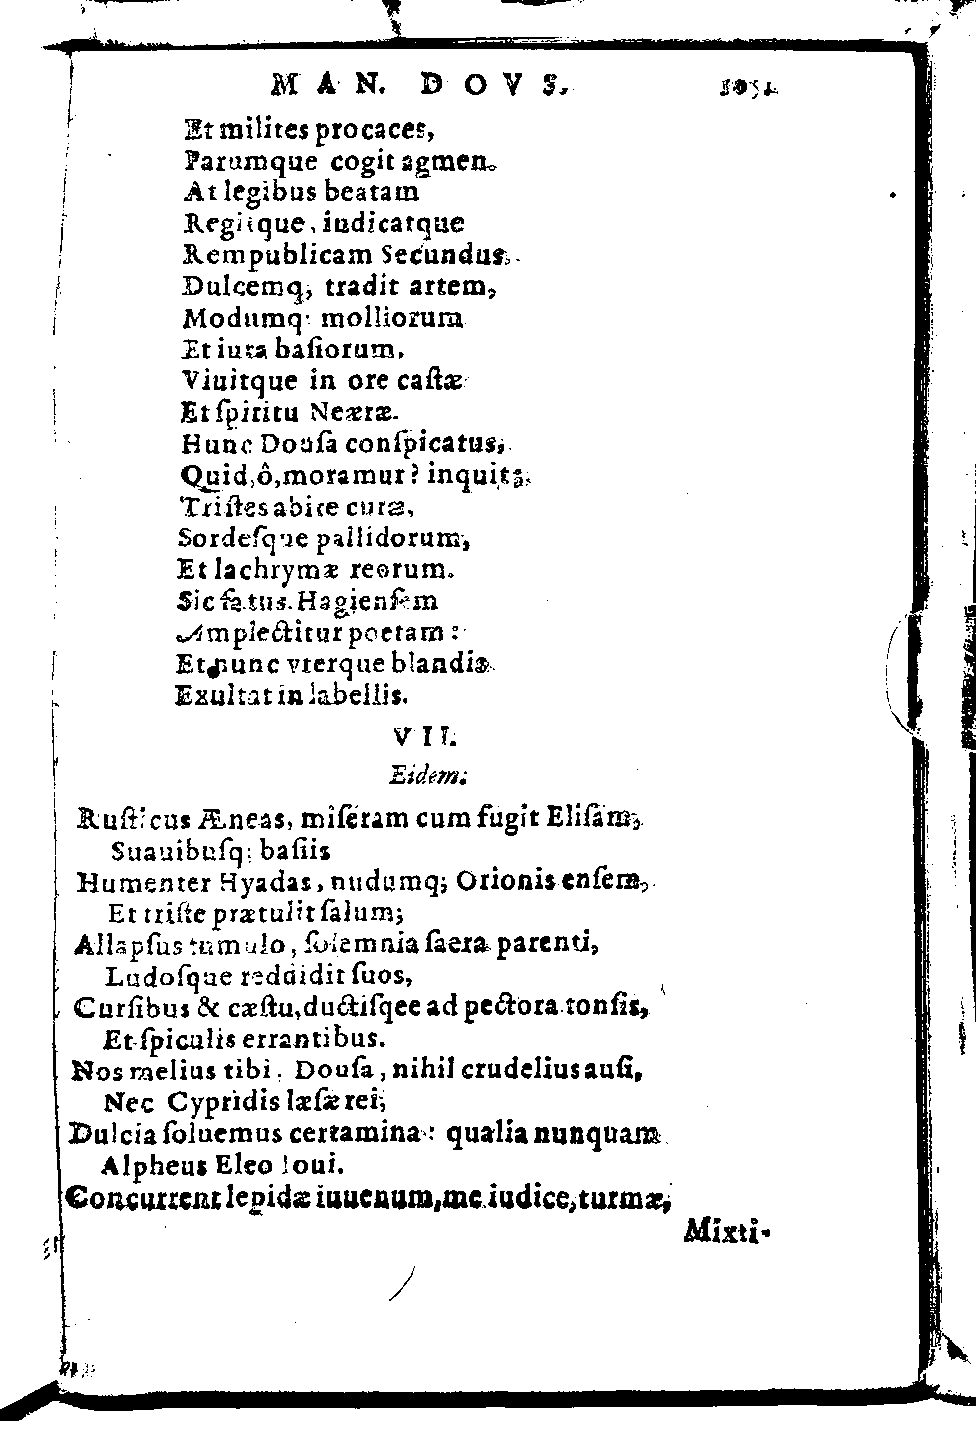 MAN. DOVS. 1051
Et milites procaces,
Parumque cogit agmen.
At legibus beatam
Regitque, iudicatque
Rempublicam Secundus,
Dulcemq; tradit artem,
Modumq; molliorum
Et iura baſiorum,
Viuitque in ore caſtæ
Et ſpiritu Neæræ.
Hunc Douſa conſpicatus,
Quid, ô, moramur? inquit,
Triſtes abite curæ,
Sordeſque pallidorum,
Et lachrymæ reorum.
Sic fatus. Hagienſem
Amplectitur poetam:
Et nunc vterque blandis
Exultat in labellis.
VII.
Eidem.
Ruſticus Æneas, miſeram cum fugit Eliſam,
Suauibuſq; baſiis
Humenter Hyadas, nudumq; Orionis enſem,
Et triſte prætulit ſalum;
Allapſus tumulo, ſolemnia ſacra parenti,
Ludoſque reddidit ſuos,
Curſibus & cæſtu, ductiſqee ad pectora tonſis,
Et ſpiculis errantibus.
Nos melius tibi, Douſa, nihil crudelius auſi,
Nec Cypridis læſæ rei;
Dulcia ſoluemus certamina: qualia nunquam
Alpheus Eleo Ioui.
Concurrent lepidæ iuuenum, me iudice, turmæ,
Mixti-